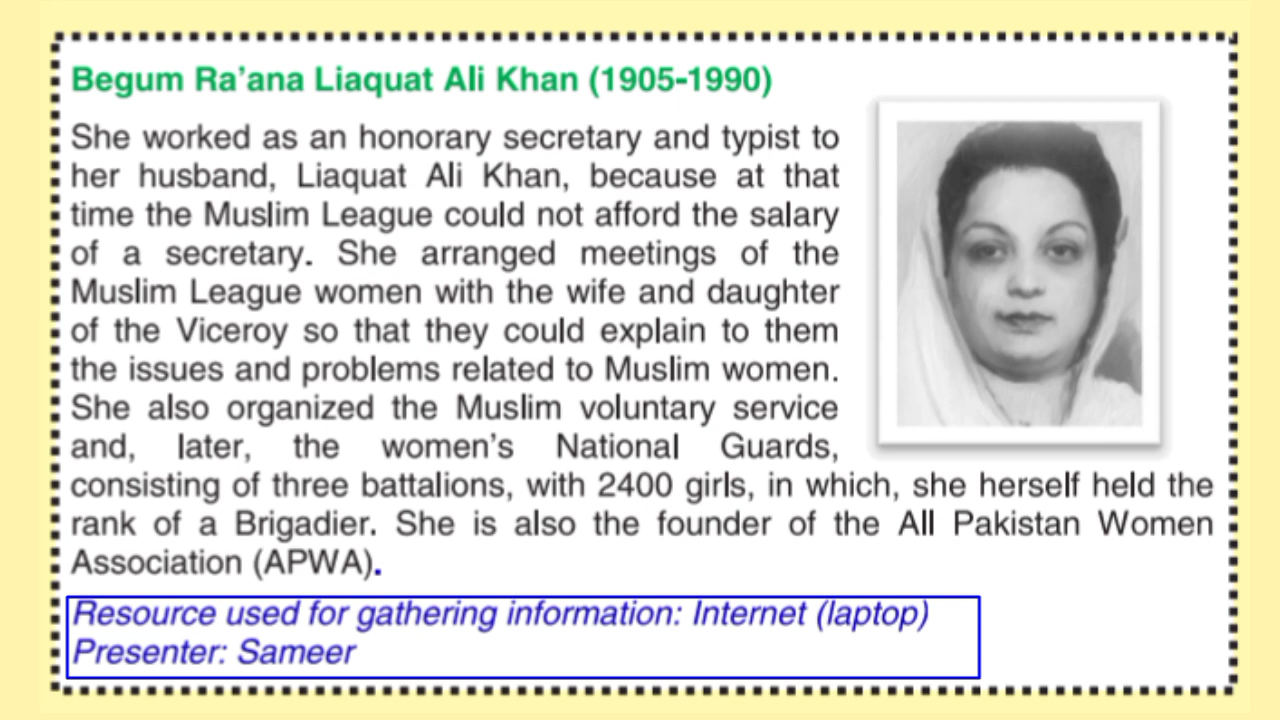 Begum Ra'ana Liaquat Ali Khan (1905-1990)
She worked as an honorary secretary and typist to
her husband, Liaquat Ali Khan, because at that
time the Muslim League could not afford the salary
of a secretary. She arranged meetings of the
Muslim League women with the wife and daughter
of the Viceroy so that they could explain to them
the issues and problems related to Muslim women.
She also organized the Muslim voluntary service
and, later, the women's National Guards,
consisting of three battalions, with 2400 girls, in which, she herself held the
rank of a Brigadier. She is also the founder of the All Pakistan Women
Association (APWA).
Resource used for gathering information: Internet (laptop)
Presenter: Sameer